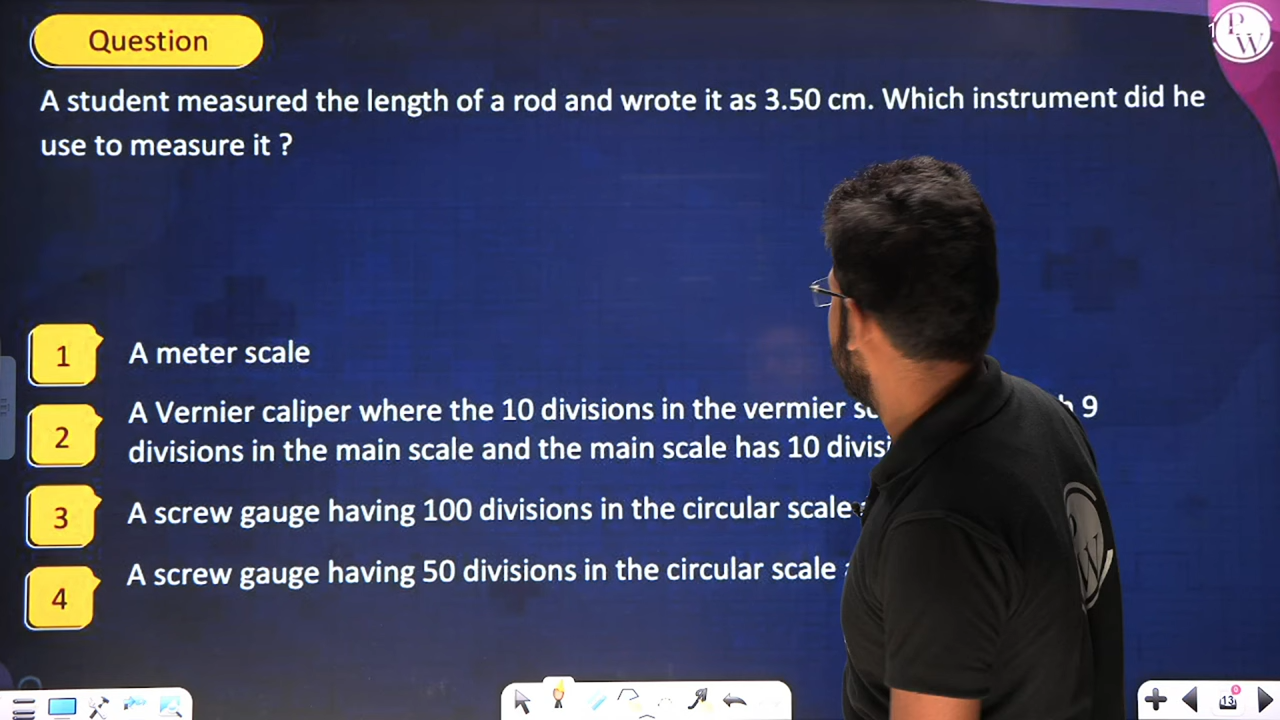 Question
A student measured the length of a rod and wrote it as 3.50 cm. Which instrument did he
use to measure it ?
1 A meter scale
2 A Vernier caliper where the 10 divisions in the vermier 9
divisions in the main scale and the main scale has 10
3 A screw gauge having 100 divisions in the circular scale
4 A screw gauge having 50 divisions in the circular scale
PW
PW
13